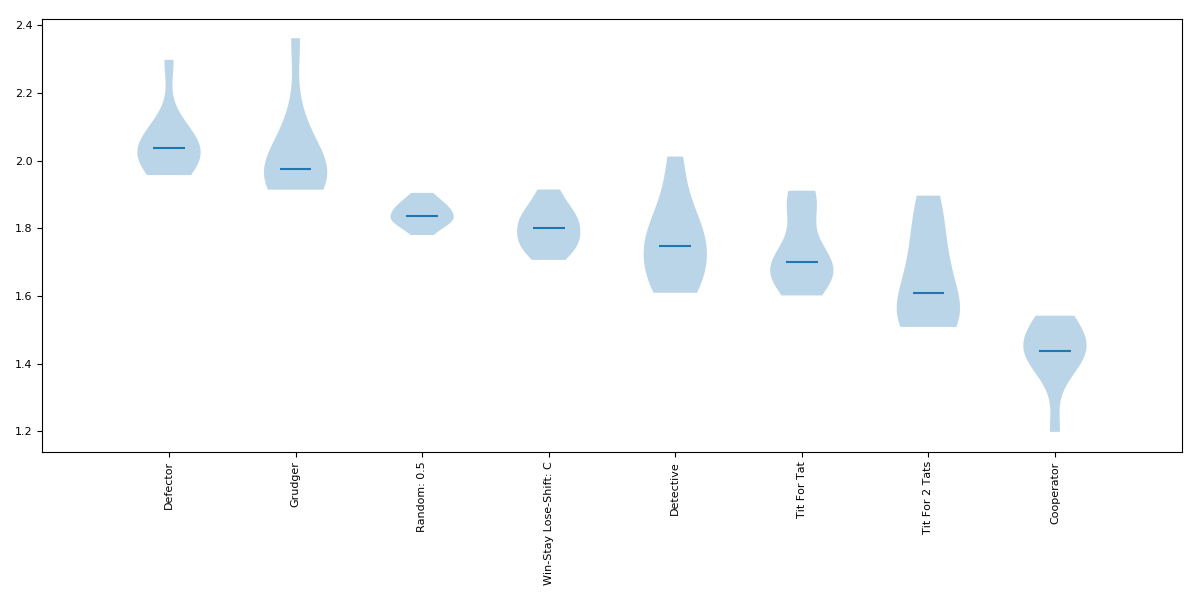 2.4
2.2
2.0
1.8
1.6
1.4
1.2
Defector
Grudger
Random: 0.5
Win-Stay Lose-Shift: C
Detective
Tit For Tat
Tit For 2 Tats
Cooperator